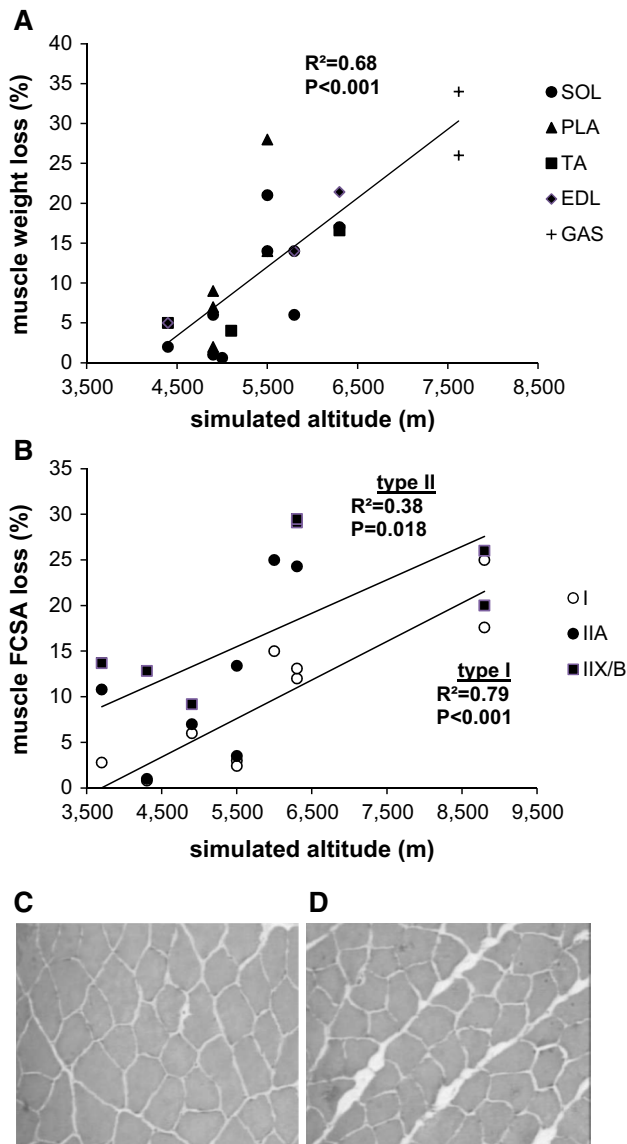 A
muscle weight loss (%)
40
35
30
25
20
15
10
5
0
R²=0.68
P<0.001
SOL
PLA
TA
EDL
GAS
3,500 4,500 5,500 6,500 7,500 8,500
simulated altitude (m)
B
muscle FCSA loss (%)
35
30
25
20
15
10
5
0
type II
R²=0.38
P=0.018
type I
R²=0.79
P<0.001
I
IIA
IIX/B
3,500 4,500 5,500 6,500 7,500 8,500 9,500
simulated altitude (m)
C
D